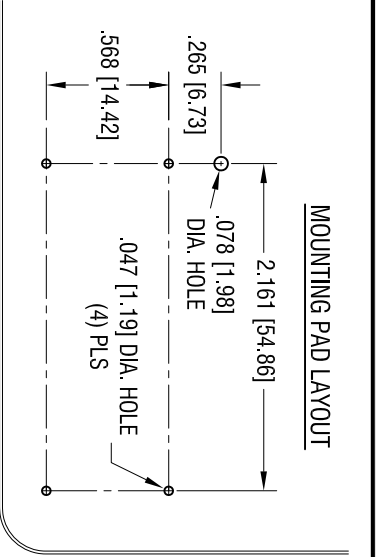 MOUNTING PAD LAYOUT
2.161 [54.86]
.265 [6.73]
.078 [1.98]
DIA. HOLE
.568 [14.42]
.047 [1.19] DIA. HOLE
(4) PLS